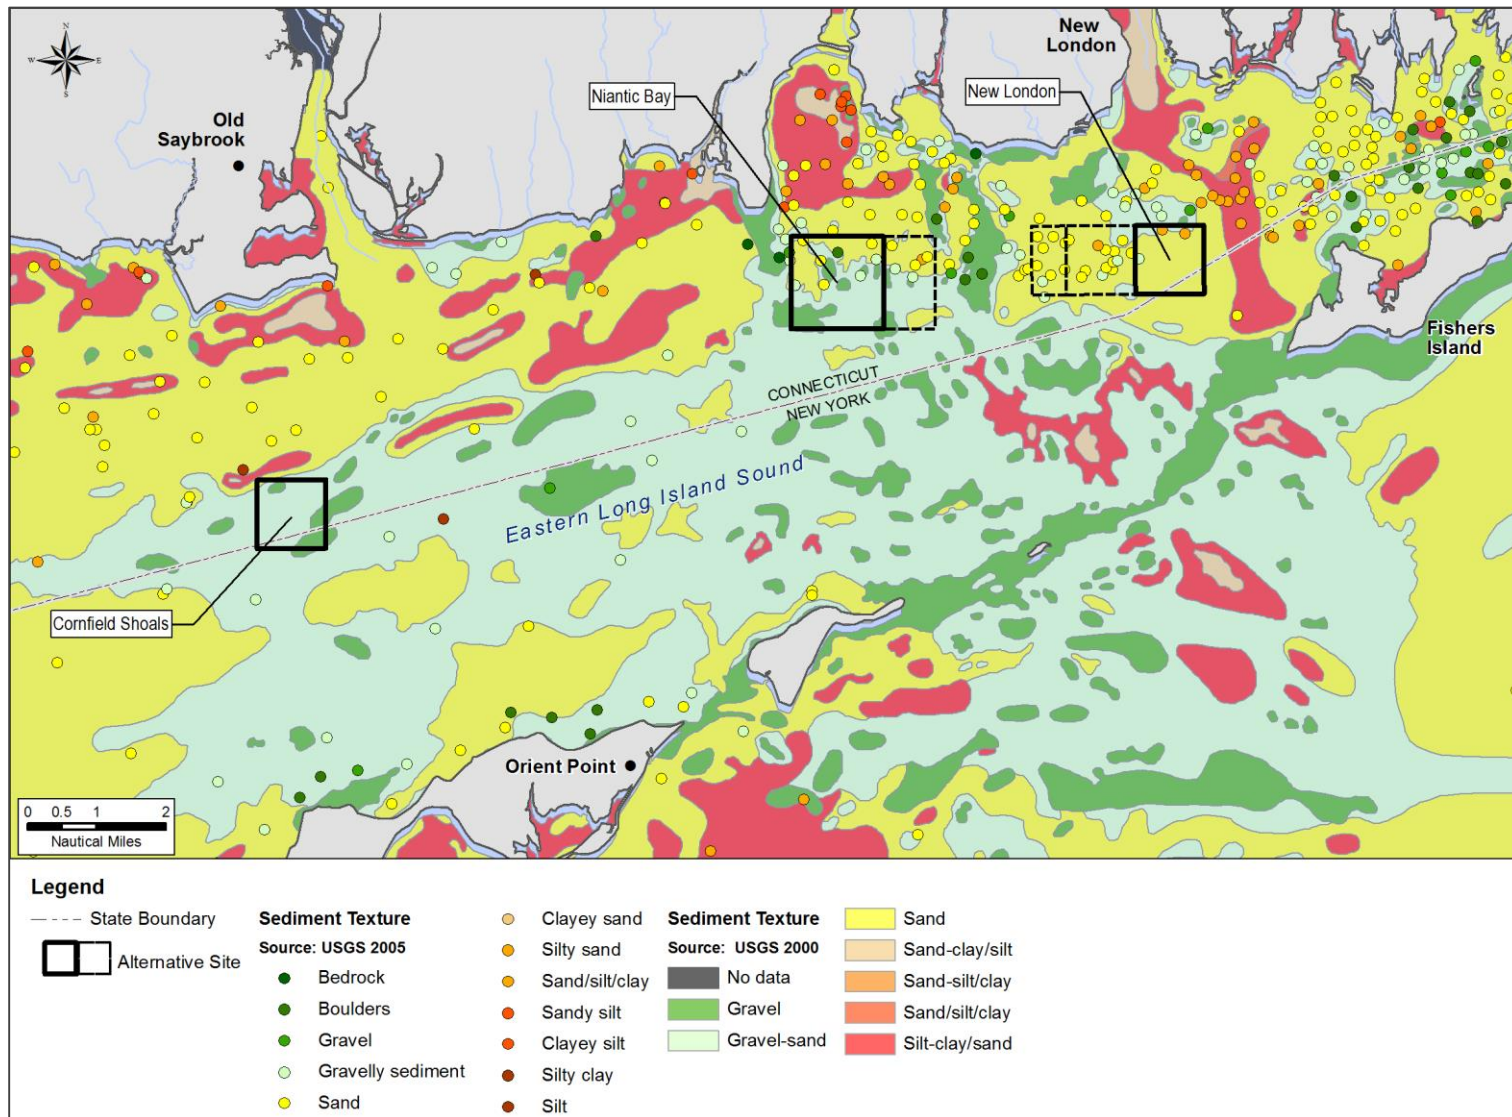 N
W
E
S
Old
Saybrook
Niantic Bay
New
London
New London
Fishers
Island
CONNECTICUT
NEW YORK
Eastern Long Island Sound
Cornfield Shoals
Orient Point
0 0.5 1 2
Nautical Miles
Legend
State Boundary
Alternative Site
Sediment Texture
Source: USGS 2005
Bedrock
Boulders
Gravel
Gravelly sediment
Sand
Clayey sand
Silty sand
Sand/silt/clay
Sandy silt
Clayey silt
Silty clay
Silt
Sediment Texture
Source: USGS 2000
No data
Gravel
Gravel-sand
Sand
Sand-clay/silt
Sand-silt/clay
Sand/silt/clay
Silt-clay/sand